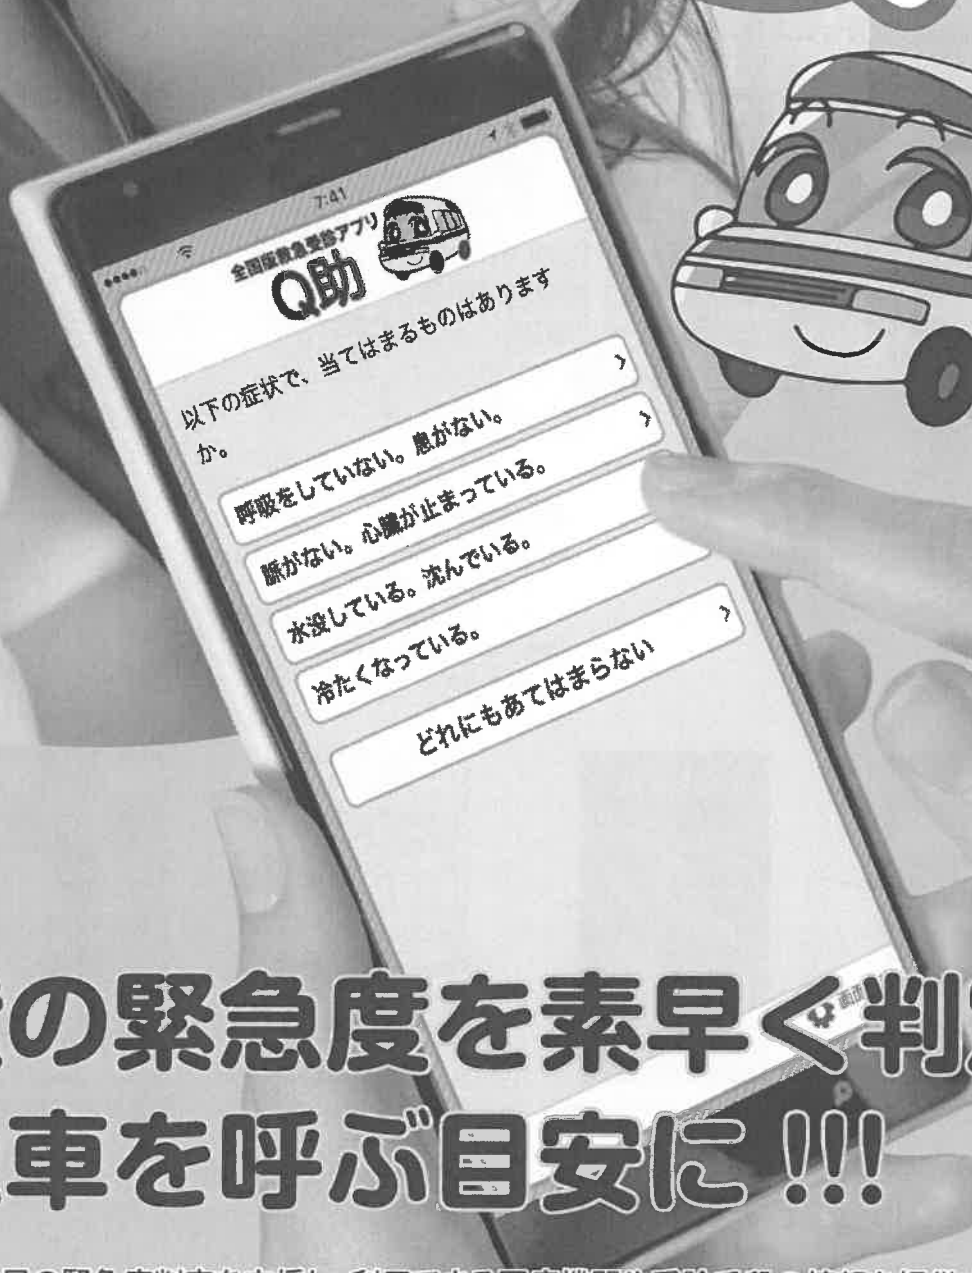 7:41
全国版救急受診アプリ
Q助
以下の症状で、当てはまるものはあります
か。
呼吸をしていない。息がない。
脈がない。心臓が止まっている。
水没している。沈んでいる。
冷たくなっている。
どれにもあてはまらない
画面
の緊急度を素早く判
車を呼ぶ目安に!!!